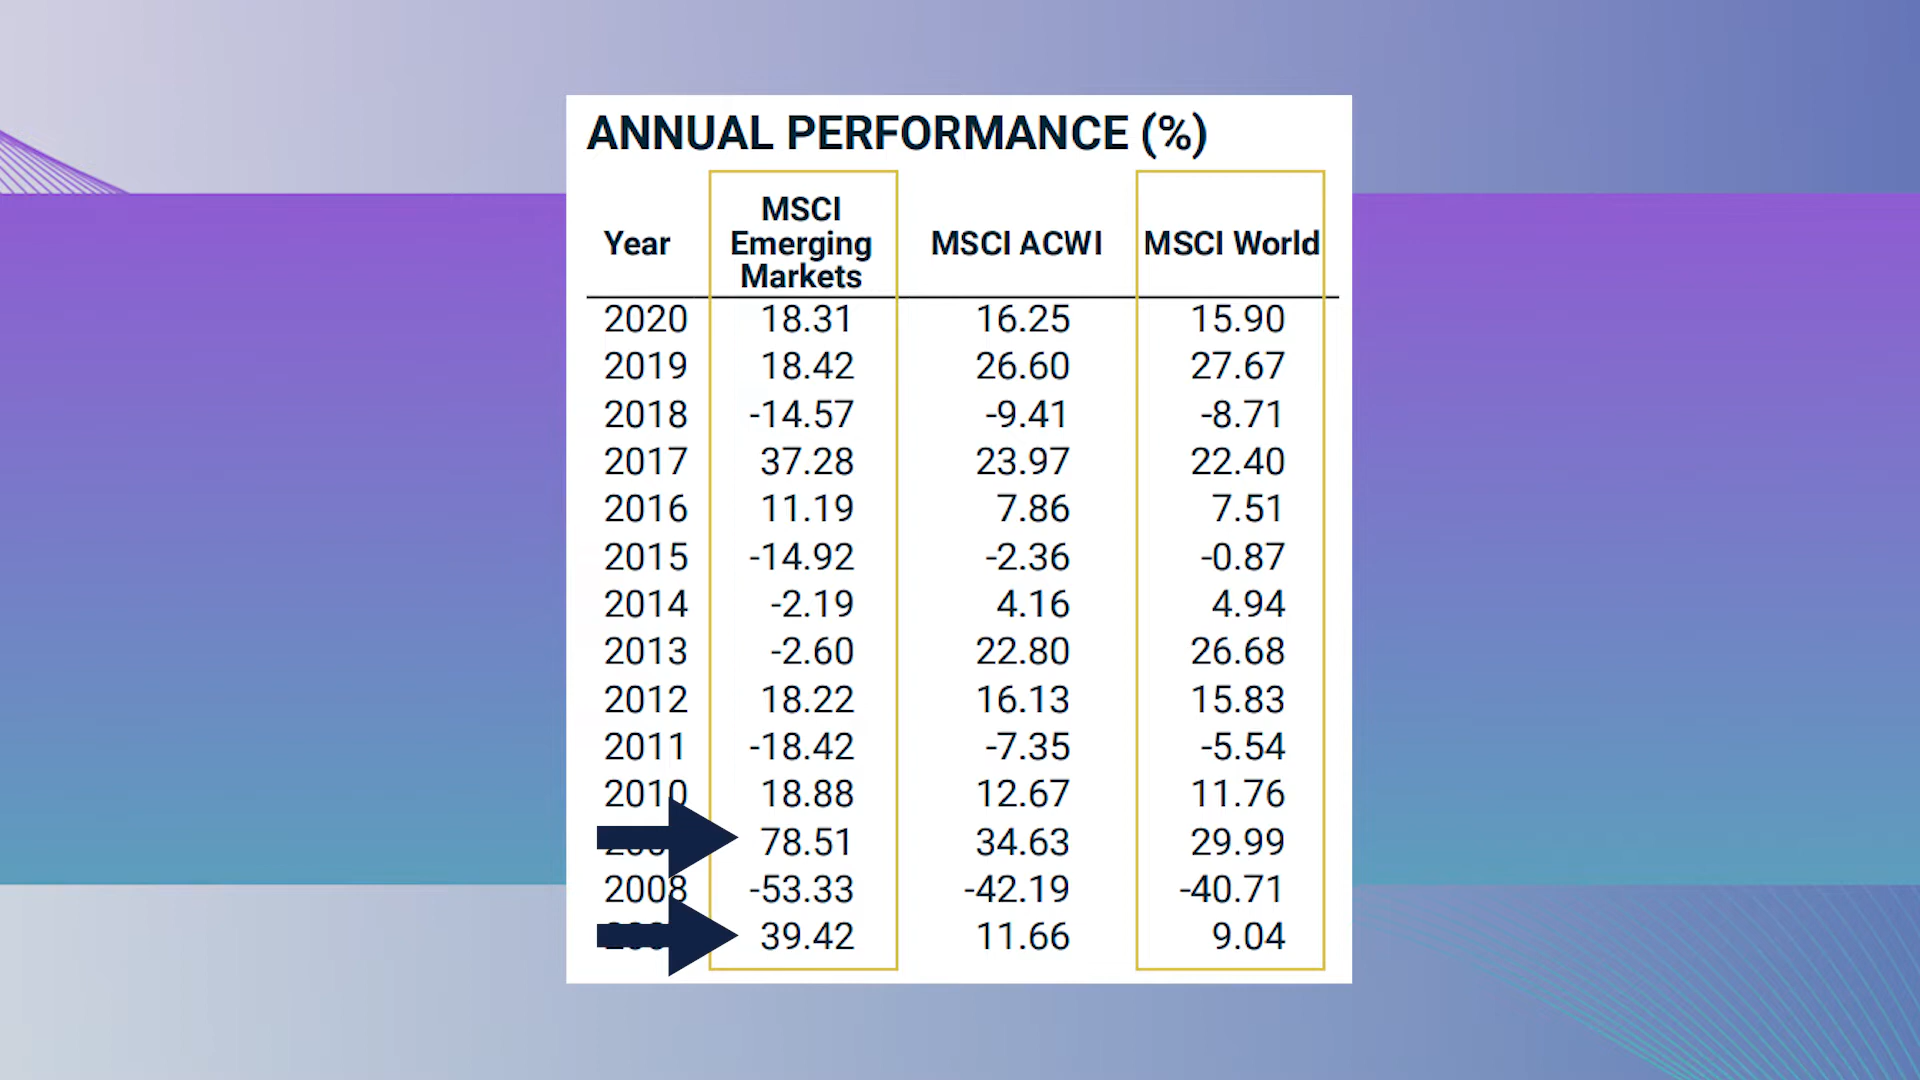 ANNUAL PERFORMANCE (%)
Year MSCI Emerging Markets MSCI ACWI MSCI World
2020 18.31 16.25 15.90
2019 18.42 26.60 27.67
2018 -14.57 -9.41 -8.71
2017 37.28 23.97 22.40
2016 11.19 7.86 7.51
2015 -14.92 -2.36 -0.87
2014 -2.19 4.16 4.94
2013 -2.60 22.80 26.68
2012 18.22 16.13 15.83
2011 -18.42 -7.35 -5.54
2010 18.88 12.67 11.76
78.51 34.63 29.99
2008 -53.33 -42.19 -40.71
39.42 11.66 9.04